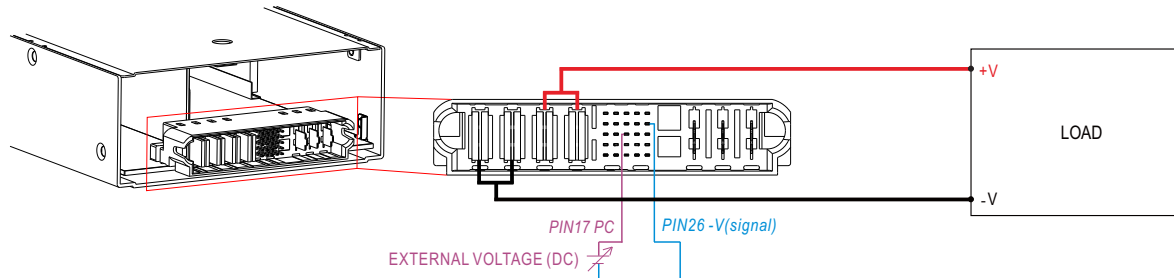 +V
LOAD
-V
PIN17 PC
PIN26 -V(signal)
EXTERNAL VOLTAGE (DC)